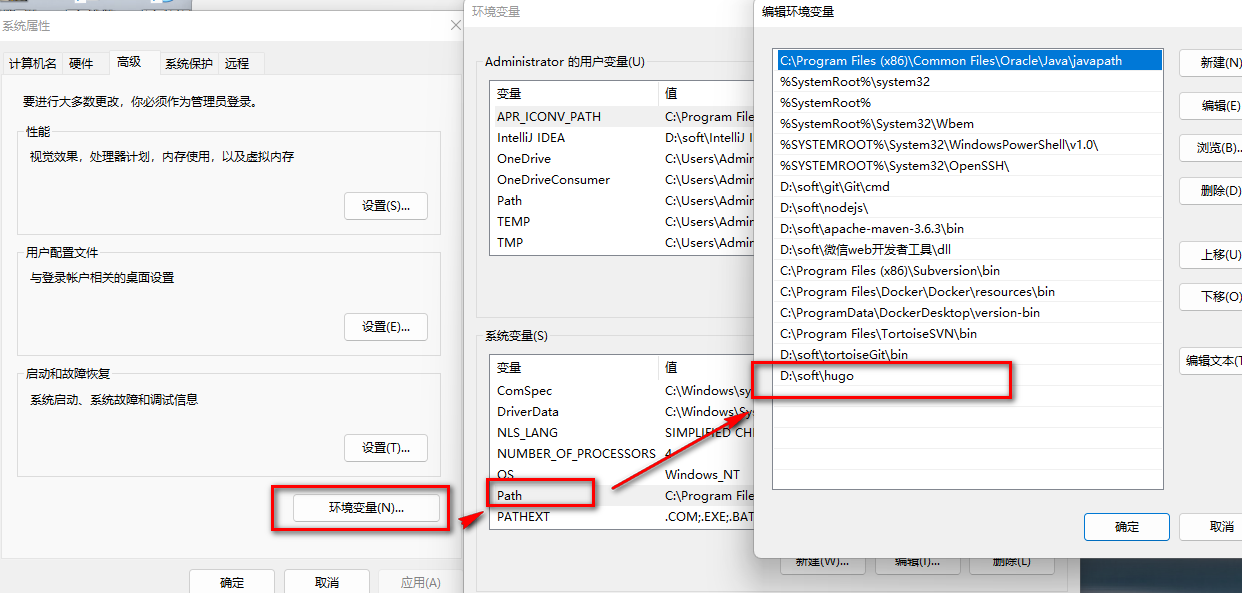 系统属性
计算机名 硬件 高级 系统保护 远程
要进行大多数更改，你必须作为管理员登录。
性能
视觉效果，处理器计划，内存使用，以及虚拟内存
设置(S)...
用户配置文件
与登录帐户相关的桌面设置
设置(E)...
启动和故障恢复
系统启动、系统故障和调试信息
设置(T)...
环境变量(N)...
确定 取消 应用(A)
环境变量
Administrator 的用户变量(U)
变量 值
APR_ICONV_PATH C:\Program File
IntelliJ IDEA D:\soft\IntelliJ I
OneDrive C:\Users\Admin
OneDriveConsumer C:\Users\Admin
Path C:\Users\Admin
TEMP C:\Users\Admin
TMP C:\Users\Admin
系统变量(S)
变量 值
ComSpec C:\Windows\sy
DriverData C:\Windows\Sys
NLS_LANG SIMPLIFIED CHI
NUMBER_OF_PROCESSORS 4
OS Windows_NT
Path C:\Program File
PATHEXT .COM;.EXE;.BAT
新建(W)... 编辑(I)... 删除(L)
编辑环境变量
C:\Program Files (x86)\Common Files\Oracle\Java\javapath
%SystemRoot%\system32
%SystemRoot%
%SystemRoot%\System32\Wbem
%SYSTEMROOT%\System32\WindowsPowerShell\v1.0\
%SYSTEMROOT%\System32\OpenSSH\
D:\soft\git\Git\cmd
D:\soft\nodejs\
D:\soft\apache-maven-3.6.3\bin
D:\soft\微信web开发者工具\dll
C:\Program Files (x86)\Subversion\bin
C:\Program Files\Docker\Docker\resources\bin
C:\ProgramData\DockerDesktop\version-bin
C:\Program Files\TortoiseSVN\bin
D:\soft\tortoiseGit\bin
D:\soft\hugo
新建(N)
编辑(E)
浏览(B)..
删除(D)
上移(U)
下移(O)
编辑文本(T
确定 取消